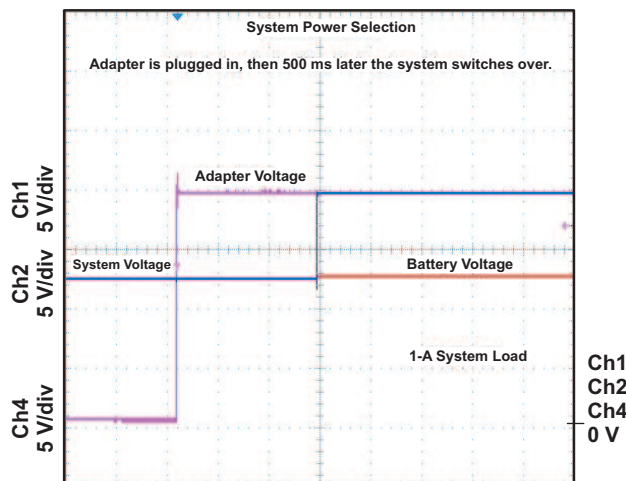 System Power Selection
Adapter is plugged in, then 500 ms later the system switches over.
Adapter Voltage
System Voltage
Battery Voltage
1-A System Load
Ch1
5 V/div
Ch2
5 V/div
Ch4
5 V/div
Ch1
Ch2
Ch4
0 V